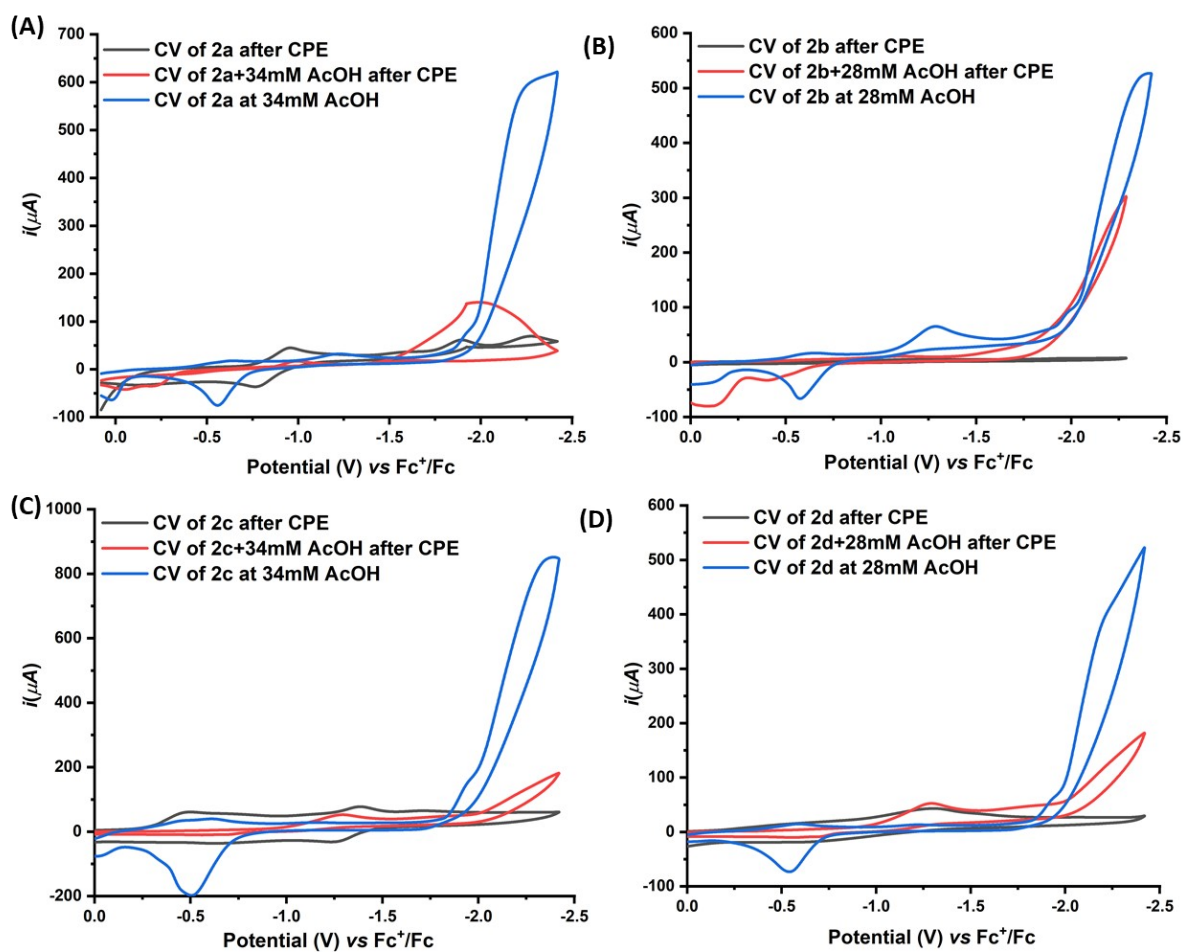 (A)
CV of 2a after CPE
CV of 2a+34mM AcOH after CPE
CV of 2a at 34mM AcOH
700
600
500
400
300
200
100
0
-100
i(μA)
0.0 -0.5 -1.0 -1.5 -2.0 -2.5
Potential (V) vs Fc⁺/Fc
(B)
CV of 2b after CPE
CV of 2b+28mM AcOH after CPE
CV of 2b at 28mM AcOH
600
500
400
300
200
100
0
-100
i(μA)
0.0 -0.5 -1.0 -1.5 -2.0 -2.5
Potential (V) vs Fc⁺/Fc
(C)
CV of 2c after CPE
CV of 2c+34mM AcOH after CPE
CV of 2c at 34mM AcOH
1000
800
600
400
200
0
-200
i(μA)
0.0 -0.5 -1.0 -1.5 -2.0 -2.5
Potential (V) vs Fc⁺/Fc
(D)
CV of 2d after CPE
CV of 2d+28mM AcOH after CPE
CV of 2d at 28mM AcOH
600
500
400
300
200
100
0
-100
i(μA)
0.0 -0.5 -1.0 -1.5 -2.0 -2.5
Potential (V) vs Fc⁺/Fc